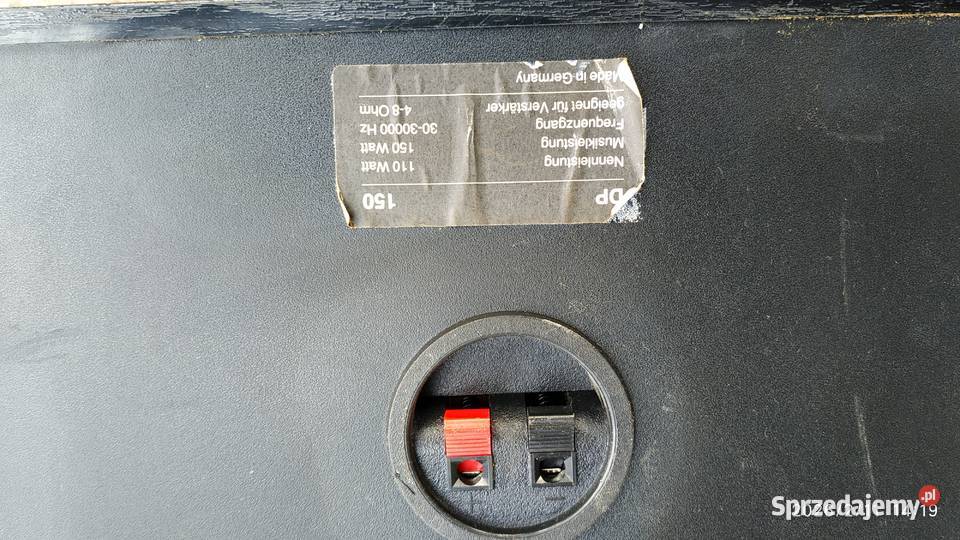 DP 150
Nennleistung 110 Watt
Musikleistung 150 Watt
Frequenzgang 30-30000 Hz
geeignet für Verstärker 4-8 Ohm
Made in Germany
Sprzedajemy.pl